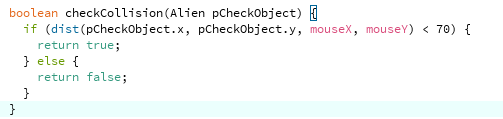 boolean checkCollision(Alien pCheckObject) {
  if (dist(pCheckObject.x, pCheckObject.y, mouseX, mouseY) < 70) {
    return true;
  } else {
    return false;
  }
}